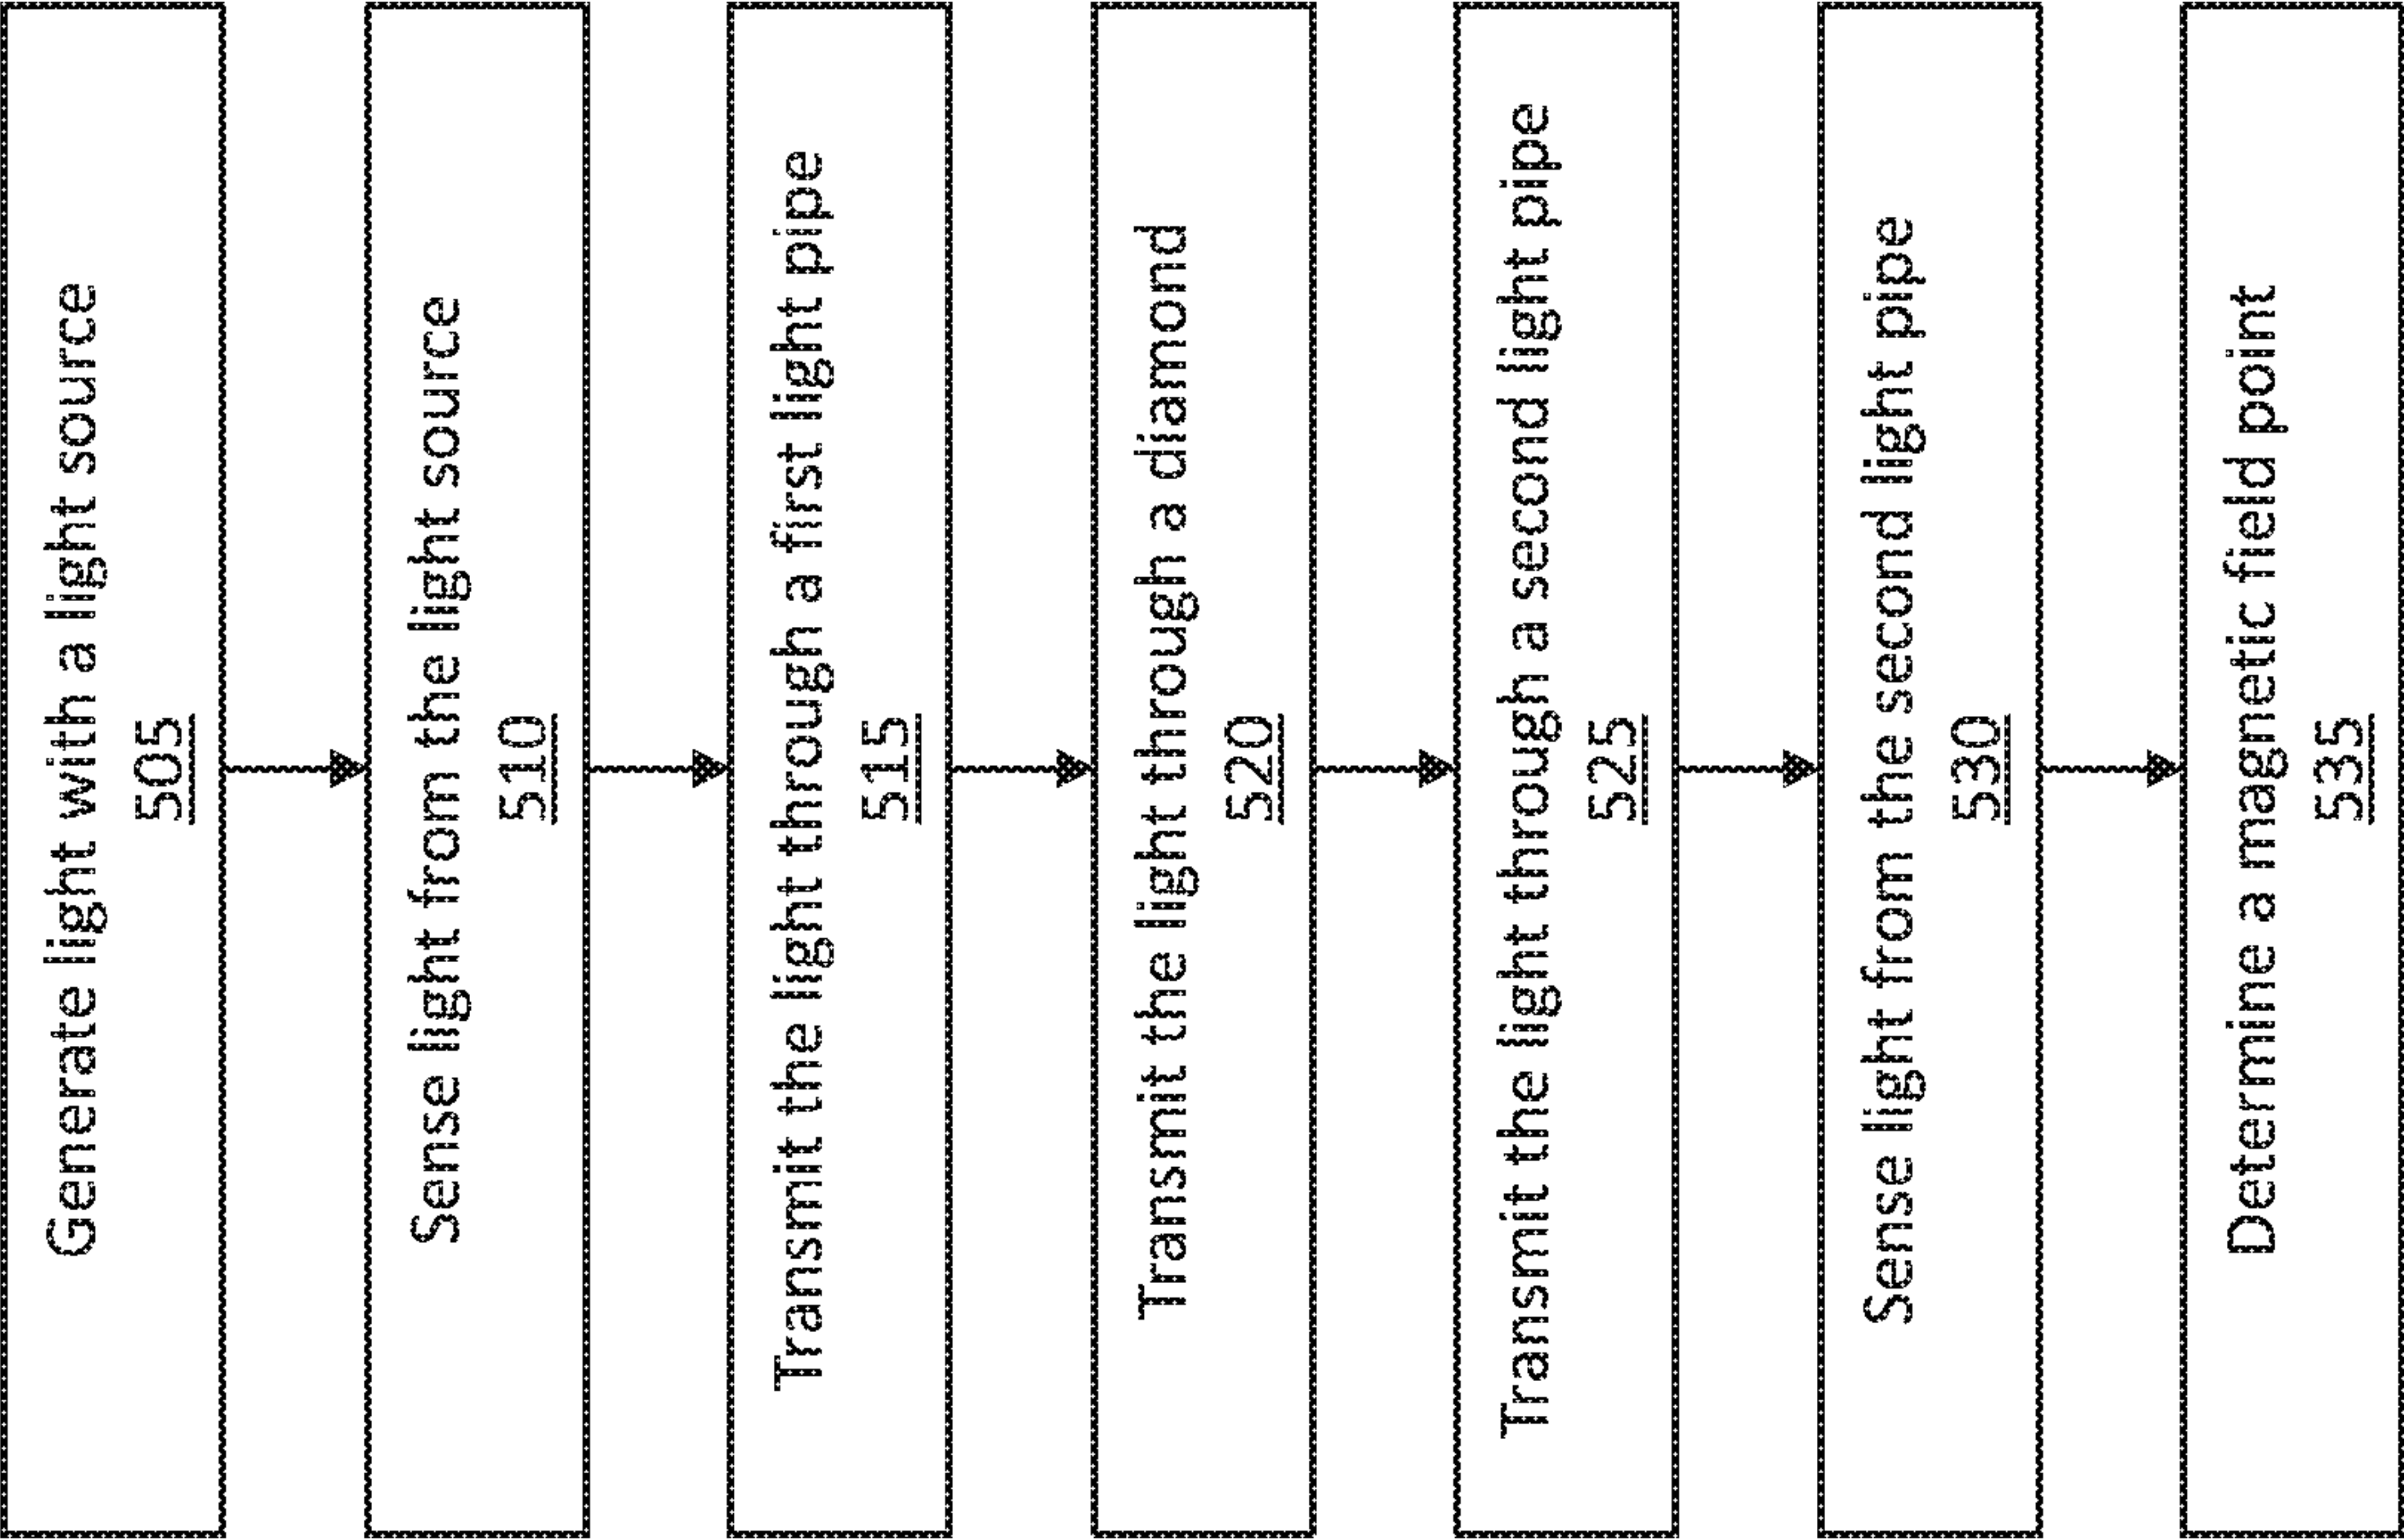 Generate light with a light source
505
Sense light from the light source
510
Transmit the light through a first light pipe
515
Transmit the light through a diamond
520
Transmit the light through a second light pipe
525
Sense light from the second light pipe
530
Determine a magnetic field point
535